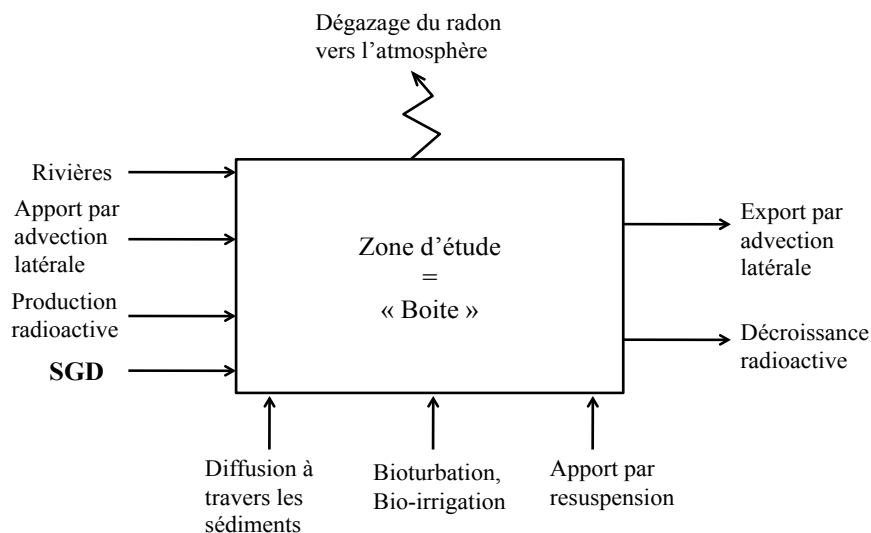 Dégazage du radon
vers l’atmosphère
Rivières
Apport par
advection
latérale
Production
radioactive
SGD
Zone d’étude
=
« Boite »
Export par
advection
latérale
Décroissance
radioactive
Diffusion à
travers les
sédiments
Bioturbation,
Bio-irrigation
Apport par
resuspension